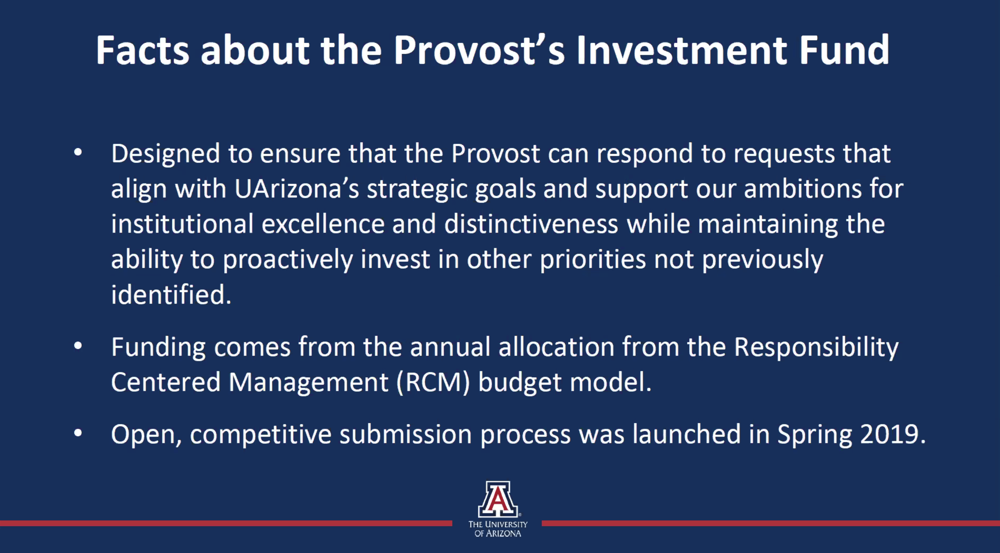 Facts about the Provost’s Investment Fund
• Designed to ensure that the Provost can respond to requests that
align with UArizona’s strategic goals and support our ambitions for
institutional excellence and distinctiveness while maintaining the
ability to proactively invest in other priorities not previously
identified.
• Funding comes from the annual allocation from the Responsibility
Centered Management (RCM) budget model.
• Open, competitive submission process was launched in Spring 2019.
A ®
THE UNIVERSITY
OF ARIZONA